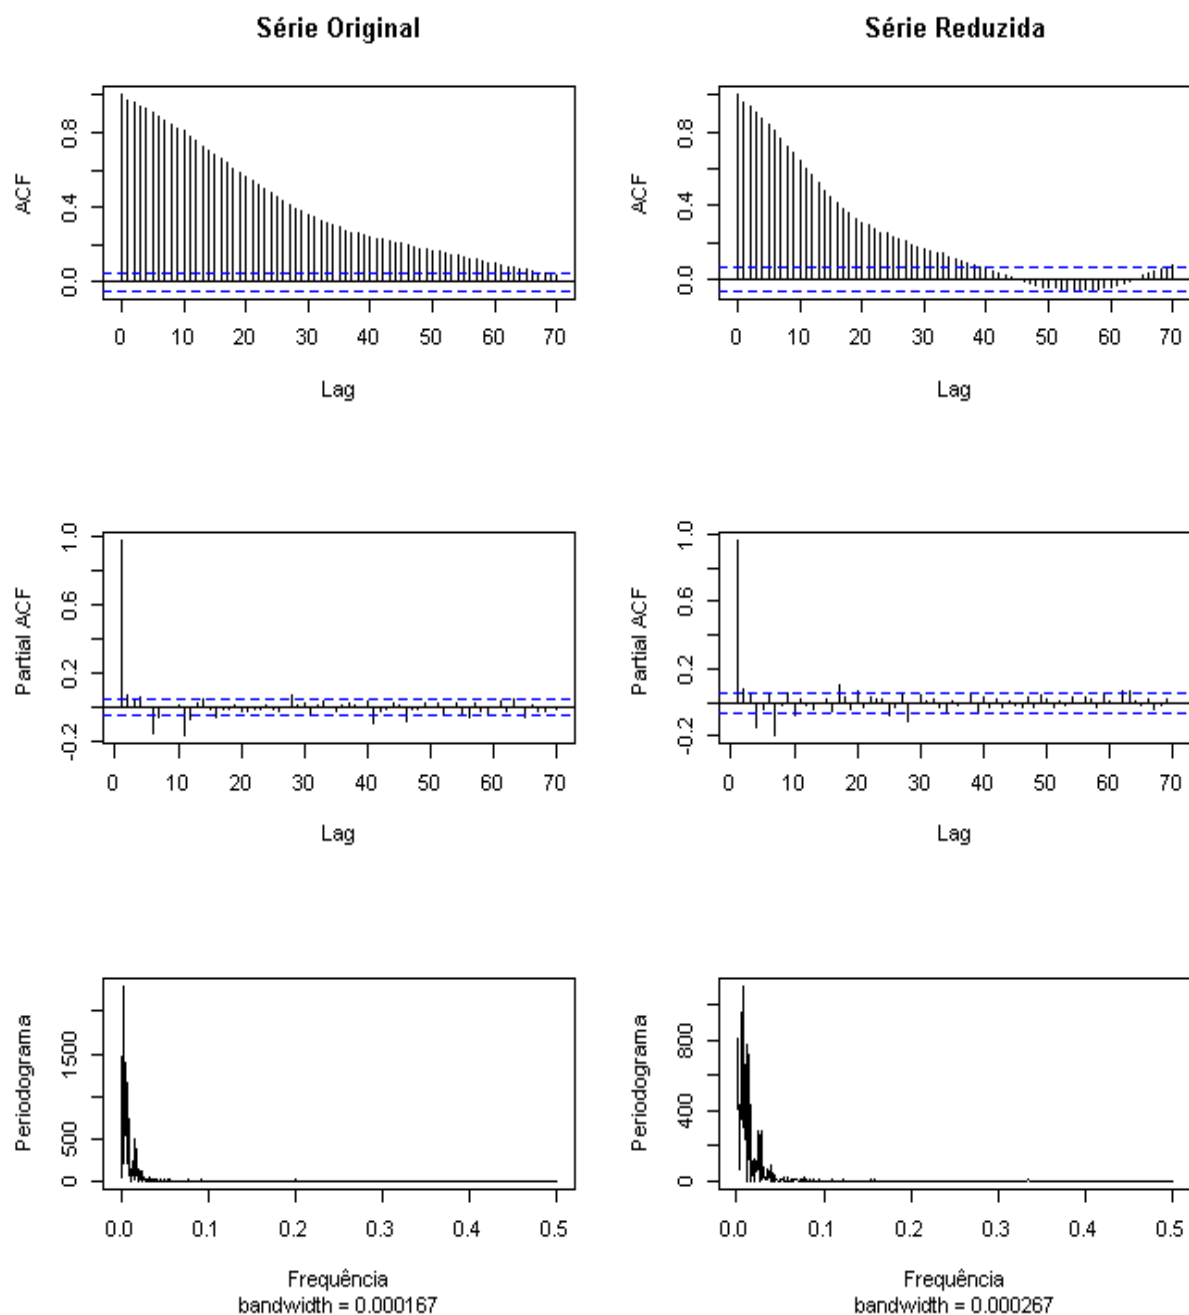 Série Original
Série Reduzida
ACF
0.0 0.4 0.8
0 10 20 30 40 50 60 70
Lag
ACF
0.0 0.4 0.8
0 10 20 30 40 50 60 70
Lag
Partial ACF
-0.2 0.2 0.6 1.0
0 10 20 30 40 50 60 70
Lag
Partial ACF
-0.2 0.2 0.6 1.0
0 10 20 30 40 50 60 70
Lag
Periodograma
0 500 1500
0.0 0.1 0.2 0.3 0.4 0.5
Frequência
bandwidth = 0.000167
Periodograma
0 400 800
0.0 0.1 0.2 0.3 0.4 0.5
Frequência
bandwidth = 0.000267